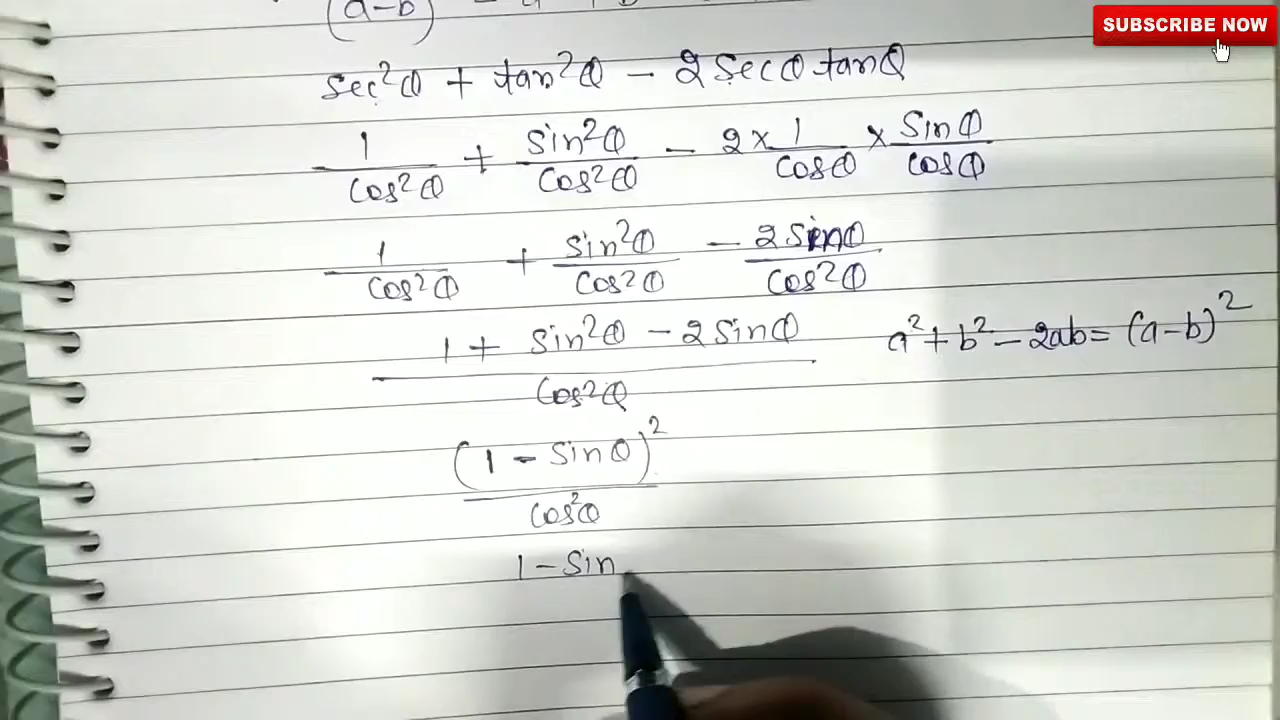 (a-b)
SUBSCRIBE NOW
sec²θ + tan²θ - 2 secθ tanθ
1/cos²θ + sin²θ/cos²θ - 2 × 1/cosθ × sinθ/cosθ
1/cos²θ + sin²θ/cos²θ - 2sinθ/cos²θ
1 + sin²θ - 2 sinθ / cos²θ
a² + b² - 2ab = (a-b)²
(1 - sinθ)² / cos²θ
1 - sin